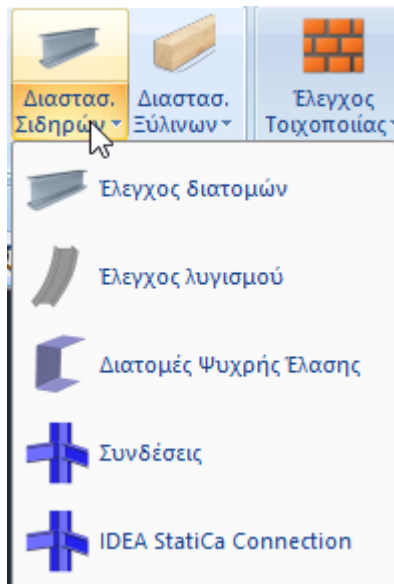 Διαστασ. Διαστασ. Έλεγχος
Σιδηρών Ξύλινων Τοιχοποιίας
Έλεγχος διατομών
Έλεγχος λυγισμού
Διατομές Ψυχρής Έλασης
Συνδέσεις
IDEA StatiCa Connection